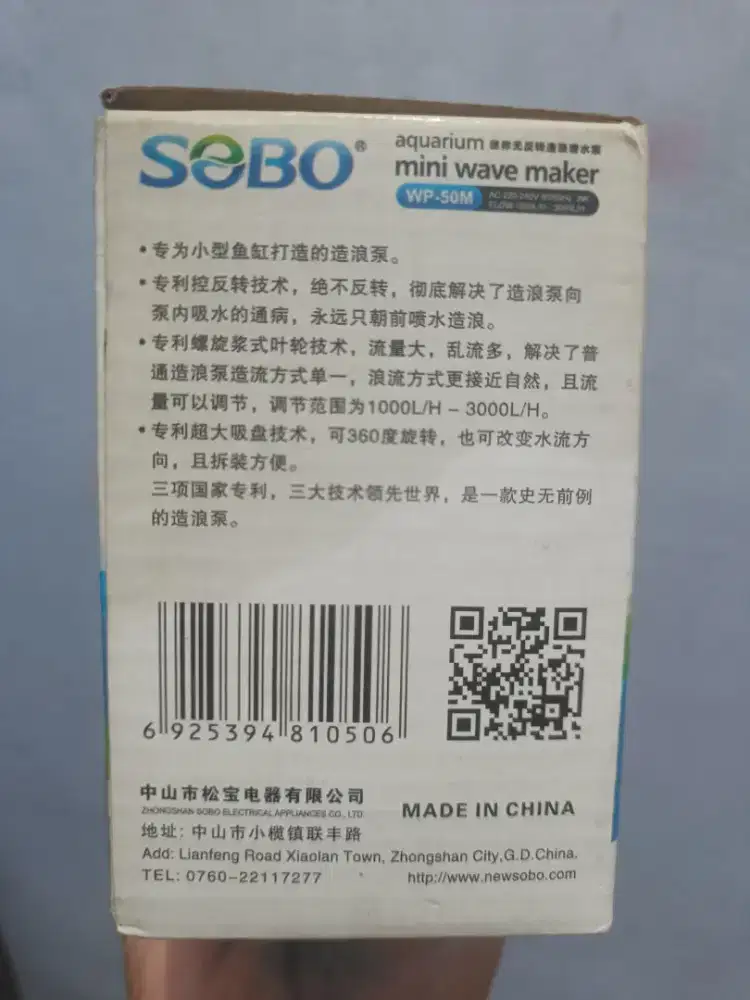 SOBO®
aquarium 迷你无反转造浪潜水泵
mini wave maker
WP-50M
• 专为小型鱼缸打造的造浪泵。
• 专利控反转技术，绝不反转，彻底解决了造浪泵向
泵内吸水的通病，永远只朝前喷水造浪。
• 专利螺旋浆式叶轮技术，流量大，乱流多，解决了普
通造浪泵造流方式单一，浪流方式更接近自然，且流
量可以调节，调节范围为1000L/H - 3000L/H。
• 专利超大吸盘技术，可360度旋转，也可改变水流方
向，且拆装方便。
三项国家专利，三大技术领先世界，是一款史无前例
的造浪泵。
6 925394 810506
中山市松宝电器有限公司
ZHONGSHAN SOBO ELECTRICAL APPLIANCES CO., LTD.
MADE IN CHINA
地址: 中山市小榄镇联丰路
Add: Lianfeng Road Xiaolan Town, Zhongshan City,G.D.China.
TEL: 0760-22117277
http://www.newsobo.com